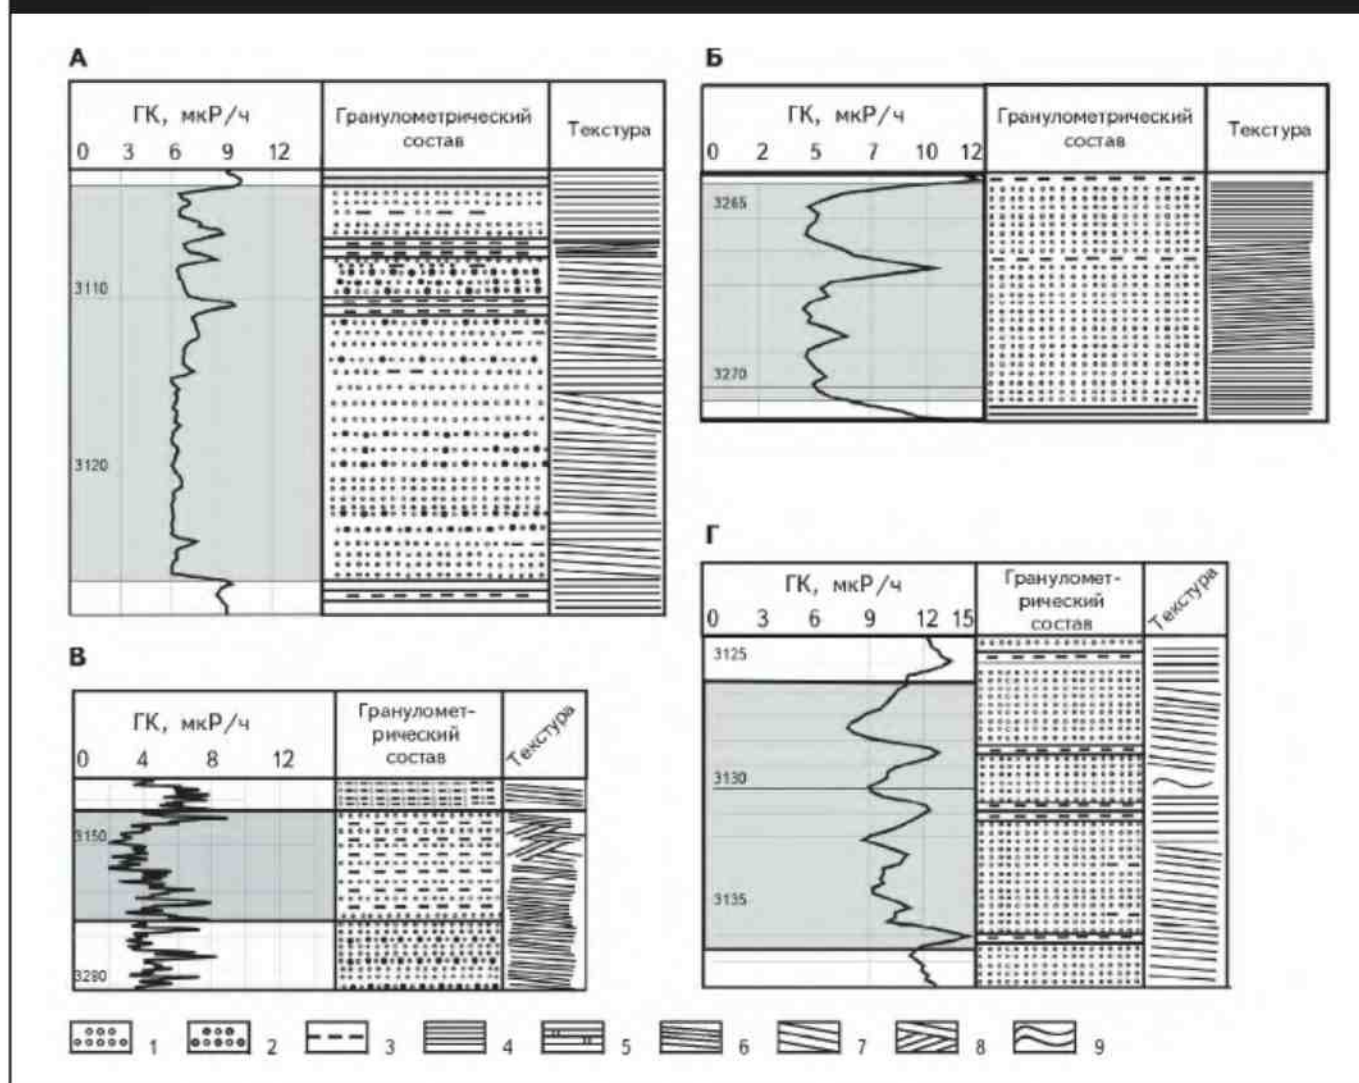 А
ГК, мкР/ч
0 3 6 9 12
Гранулометрический
состав
Текстура
3110
3120
Б
ГК, мкР/ч
0 2 5 7 10 12
Гранулометрический
состав
Текстура
3265
3270
В
ГК, мкР/ч
0 4 8 12
Грануломет-
рический
состав
Текстура
3150
3280
Г
ГК, мкР/ч
0 3 6 9 12 15
Грануломет-
рический
состав
Текстура
3125
3130
3135
1 2 3 4 5 6 7 8 9